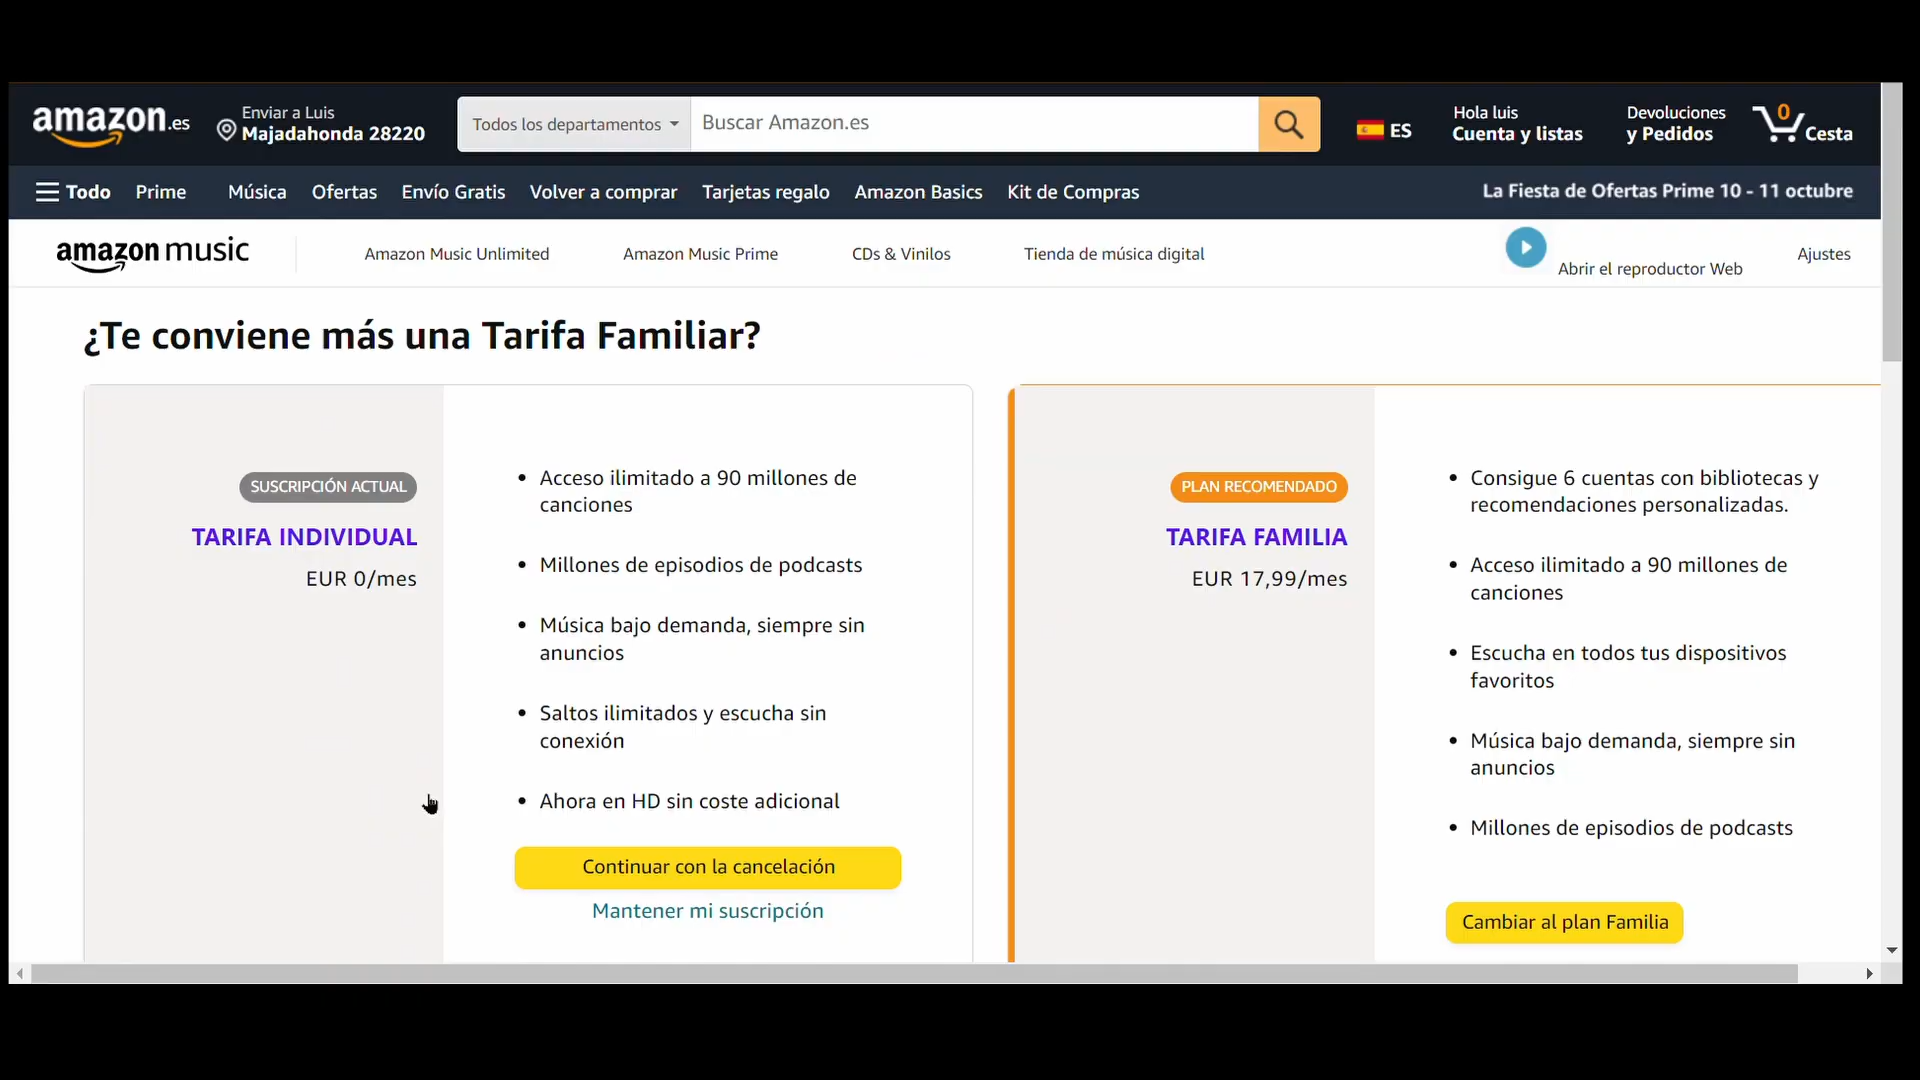 amazon.es
Enviar a Luis
Majadahonda 28220
Todos los departamentos
Buscar Amazon.es
ES
Hola luis
Cuenta y listas
Devoluciones
y Pedidos
0
Cesta
Todo
Prime
Música
Ofertas
Envío Gratis
Volver a comprar
Tarjetas regalo
Amazon Basics
Kit de Compras
La Fiesta de Ofertas Prime 10 - 11 octubre
amazon music
Amazon Music Unlimited
Amazon Music Prime
CDs & Vinilos
Tienda de música digital
Abrir el reproductor Web
Ajustes
¿Te conviene más una Tarifa Familiar?
SUSCRIPCIÓN ACTUAL
TARIFA INDIVIDUAL
EUR 0/mes
• Acceso ilimitado a 90 millones de
canciones
• Millones de episodios de podcasts
• Música bajo demanda, siempre sin
anuncios
• Saltos ilimitados y escucha sin
conexión
• Ahora en HD sin coste adicional
Continuar con la cancelación
Mantener mi suscripción
PLAN RECOMENDADO
TARIFA FAMILIA
EUR 17,99/mes
• Consigue 6 cuentas con bibliotecas y
recomendaciones personalizadas.
• Acceso ilimitado a 90 millones de
canciones
• Escucha en todos tus dispositivos
favoritos
• Música bajo demanda, siempre sin
anuncios
• Millones de episodios de podcasts
Cambiar al plan Familia